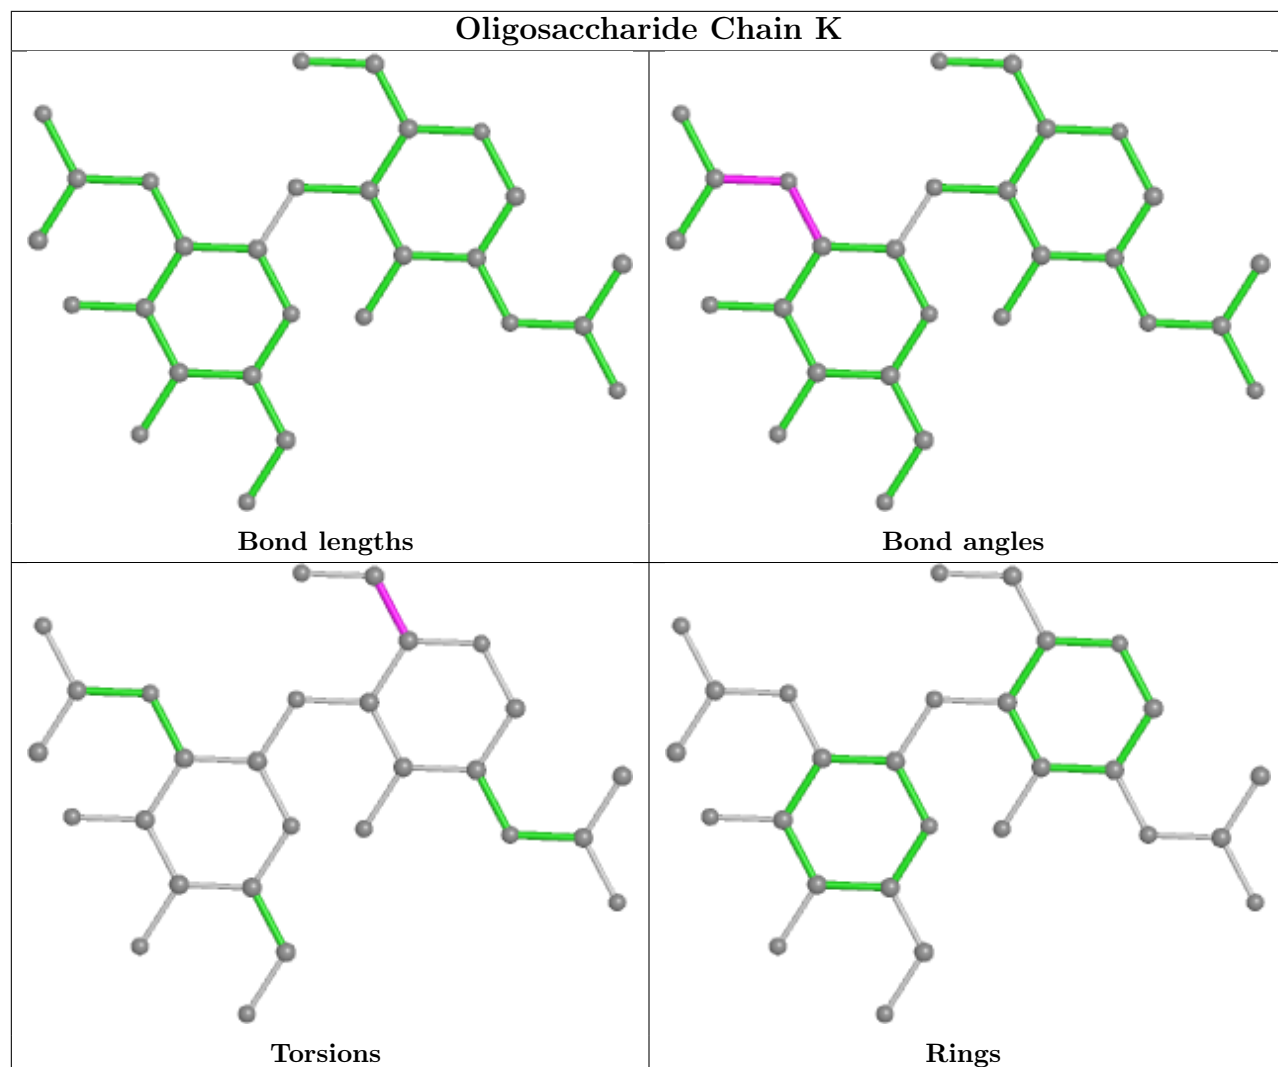 Oligosaccharide Chain K
Bond lengths
Bond angles
Torsions
Rings